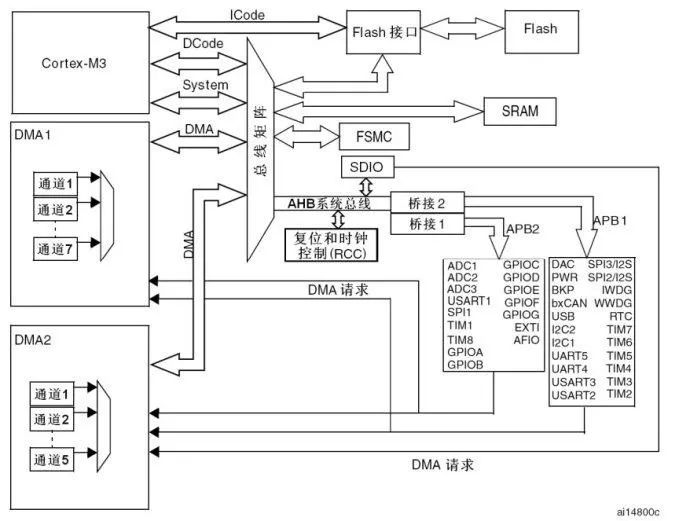 ICode
Cortex-M3
DCode
System
Flash 接口
Flash
总线矩阵
SRAM
FSMC
DMA1
DMA
通道1
通道2
通道7
SDIO
AHB系统总线
桥接2
桥接1
复位和时钟
控制(RCC)
APB2
APB1
DMA
DMA 请求
ADC1 GPIOC
ADC2 GPIOD
ADC3 GPIOE
USART1 GPIOF
SPI1 GPIOG
TIM1 EXTI
TIM8 AFIO
GPIOA
GPIOB
DAC SPI3/I2S
PWR SPI2/I2S
BKP IWDG
bxCAN WWDG
USB RTC
I2C2 TIM7
I2C1 TIM6
UART5 TIM5
UART4 TIM4
USART3 TIM3
USART2 TIM2
DMA2
通道1
通道2
通道5
DMA 请求
ai14800c